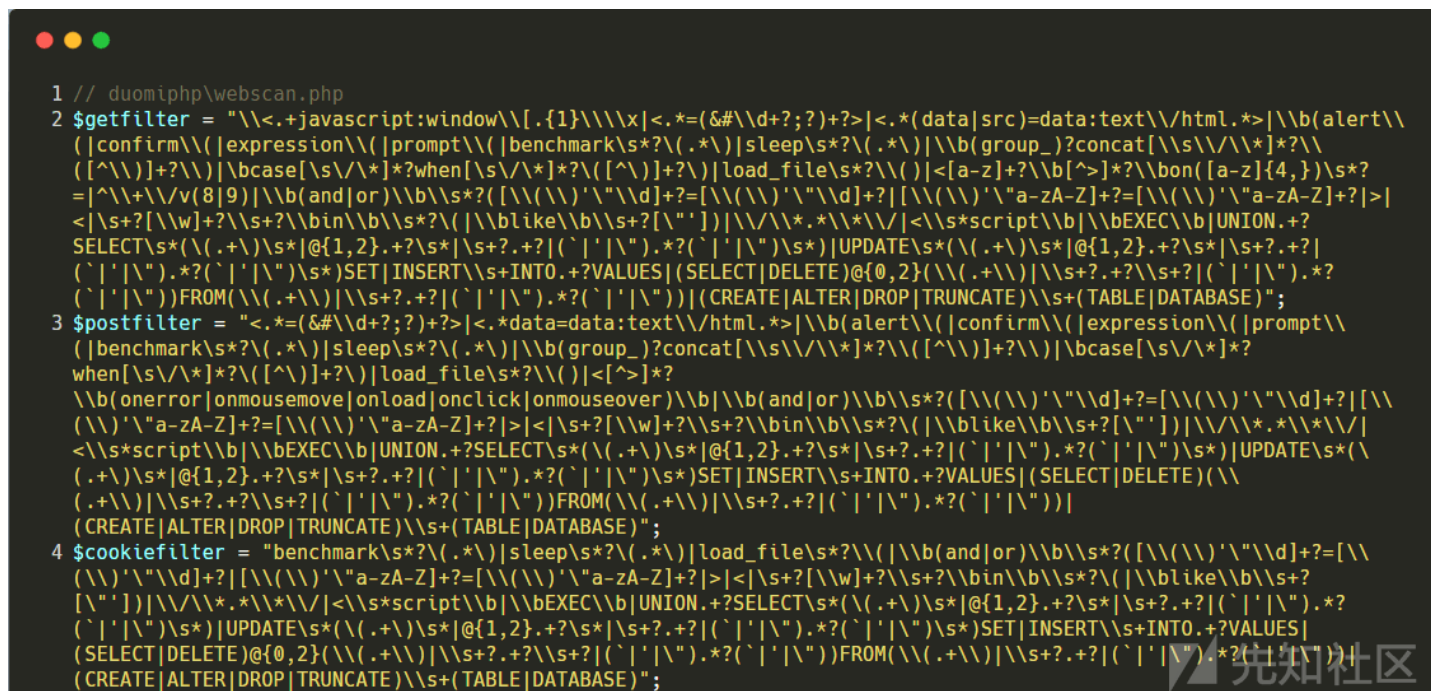 1 // duomiphp\webscan.php
2 $getfilter = "\\<.+javascript:window\\[.{1}\\\\x|<.*=(&#\\d+?;?)+?>|<.*(data|src)=data:text\\/html.*>|\\b(alert\\
(|confirm\\(|expression\\(|prompt\\(|benchmark\s*?\(.*\)|sleep\s*?\(.*\)|\\b(group_)?concat[\\s\\/\\*]*?\\
([^\\)]+?\\)|\bcase[\s\/\*]*?when[\s\/\*]*?\([^\)]+?\)|load_file\s*?\\()|<[a-z]+?\\b[^>]*?\\bon([a-z]{4,})\s*?
=|^\\+\\/v(8|9)|\\b(and|or)\\b\\s*?([\\(\\)'\"\\d]+?=[\\(\\)'\"\\d]+?|[\\(\\)'\"a-zA-Z]+?=[\\(\\)'\"a-zA-Z]+?|>|
<|\s+?[\\w]+?\\s+?\\bin\\b\\s*?\(|\\blike\\b\\s+?[\"'])|\\/\\*.*\\*\\/|<\\s*script\\b|\\bEXEC\\b|UNION.+?
SELECT\s*(\(.+\)\s*|@{1,2}.+?\s*|\s+?.+?|(`|'|\").*?(`|'|\")\s*)|UPDATE\s*(\(.+\)\s*|@{1,2}.+?\s*|\s+?.+?|
(`|'|\").*?(`|'|\")\s*)SET|INSERT\\s+INTO.+?VALUES|(SELECT|DELETE)@{0,2}(\\(.+\\)|\\s+?.+?\\s+?|(`|'|\").*?
(`|'|\"))FROM(\\(.+\\)|\\s+?.+?|(`|'|\").*?(`|'|\"))|(CREATE|ALTER|DROP|TRUNCATE)\\s+(TABLE|DATABASE)";
3 $postfilter = "<.*=(&#\\d+?;?)+?>|<.*data=data:text\\/html.*>|\\b(alert\\(|confirm\\(|expression\\(|prompt\\
(|benchmark\s*?\(.*\)|sleep\s*?\(.*\)|\\b(group_)?concat[\\s\\/\\*]*?\\([^\\)]+?\\)|\bcase[\s\/\*]*?
when[\s\/\*]*?\([^\)]+?\)|load_file\s*?\\()|<[^>]*?
\\b(onerror|onmousemove|onload|onclick|onmouseover)\\b|\\b(and|or)\\b\\s*?([\\(\\)'\"\\d]+?=[\\(\\)'\"\\d]+?|[\\
(\\)'\"a-zA-Z]+?=[\\(\\)'\"a-zA-Z]+?|>|<|\s+?[\\w]+?\\s+?\\bin\\b\\s*?\(|\\blike\\b\\s+?[\"'])|\\/\\*.*\\*\\/|
<\\s*script\\b|\\bEXEC\\b|UNION.+?SELECT\s*(\(.+\)\s*|@{1,2}.+?\s*|\s+?.+?|(`|'|\").*?(`|'|\")\s*)|UPDATE\s*(\
(.+\)\s*|@{1,2}.+?\s*|\s+?.+?|(`|'|\").*?(`|'|\")\s*)SET|INSERT\\s+INTO.+?VALUES|(SELECT|DELETE)(\\
(.+\\)|\\s+?.+?\\s+?|(`|'|\").*?(`|'|\"))FROM(\\(.+\\)|\\s+?.+?|(`|'|\").*?(`|'|\"))|
(CREATE|ALTER|DROP|TRUNCATE)\\s+(TABLE|DATABASE)";
4 $cookiefilter = "benchmark\s*?\(.*\)|sleep\s*?\(.*\)|load_file\s*?\\(|\\b(and|or)\\b\\s*?([\\(\\)'\"\\d]+?=[\\
(\\)'\"\\d]+?|[\\(\\)'\"a-zA-Z]+?=[\\(\\)'\"a-zA-Z]+?|>|<|\s+?[\\w]+?\\s+?\\bin\\b\\s*?\(|\\blike\\b\\s+?
[\"'])|\\/\\*.*\\*\\/|<\\s*script\\b|\\bEXEC\\b|UNION.+?SELECT\s*(\(.+\)\s*|@{1,2}.+?\s*|\s+?.+?|(`|'|\").*?
(`|'|\")\s*)|UPDATE\s*(\(.+\)\s*|@{1,2}.+?\s*|\s+?.+?|(`|'|\").*?(`|'|\")\s*)SET|INSERT\\s+INTO.+?VALUES|
(SELECT|DELETE)@{0,2}(\\(.+\\)|\\s+?.+?\\s+?|(`|'|\").*?(`|'|\"))FROM(\\(.+\\)|\\s+?.+?|(`|'|\").*?(`|'|\"))|
(CREATE|ALTER|DROP|TRUNCATE)\\s+(TABLE|DATABASE)";
先知社区